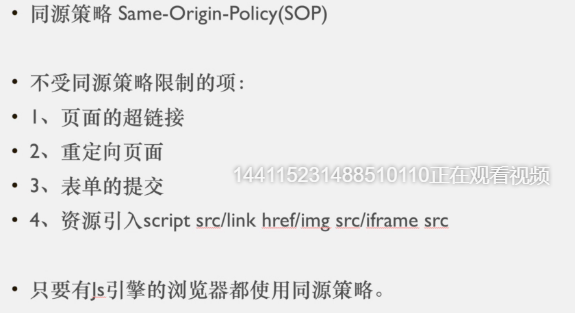 • 同源策略 Same-Origin-Policy(SOP)
• 不受同源策略限制的项：
• 1、页面的超链接
• 2、重定向页面
• 3、表单的提交
144115231488510110正在观看视频
• 4、资源引入script src/link href/img src/iframe src
• 只要有Js引擎的浏览器都使用同源策略。